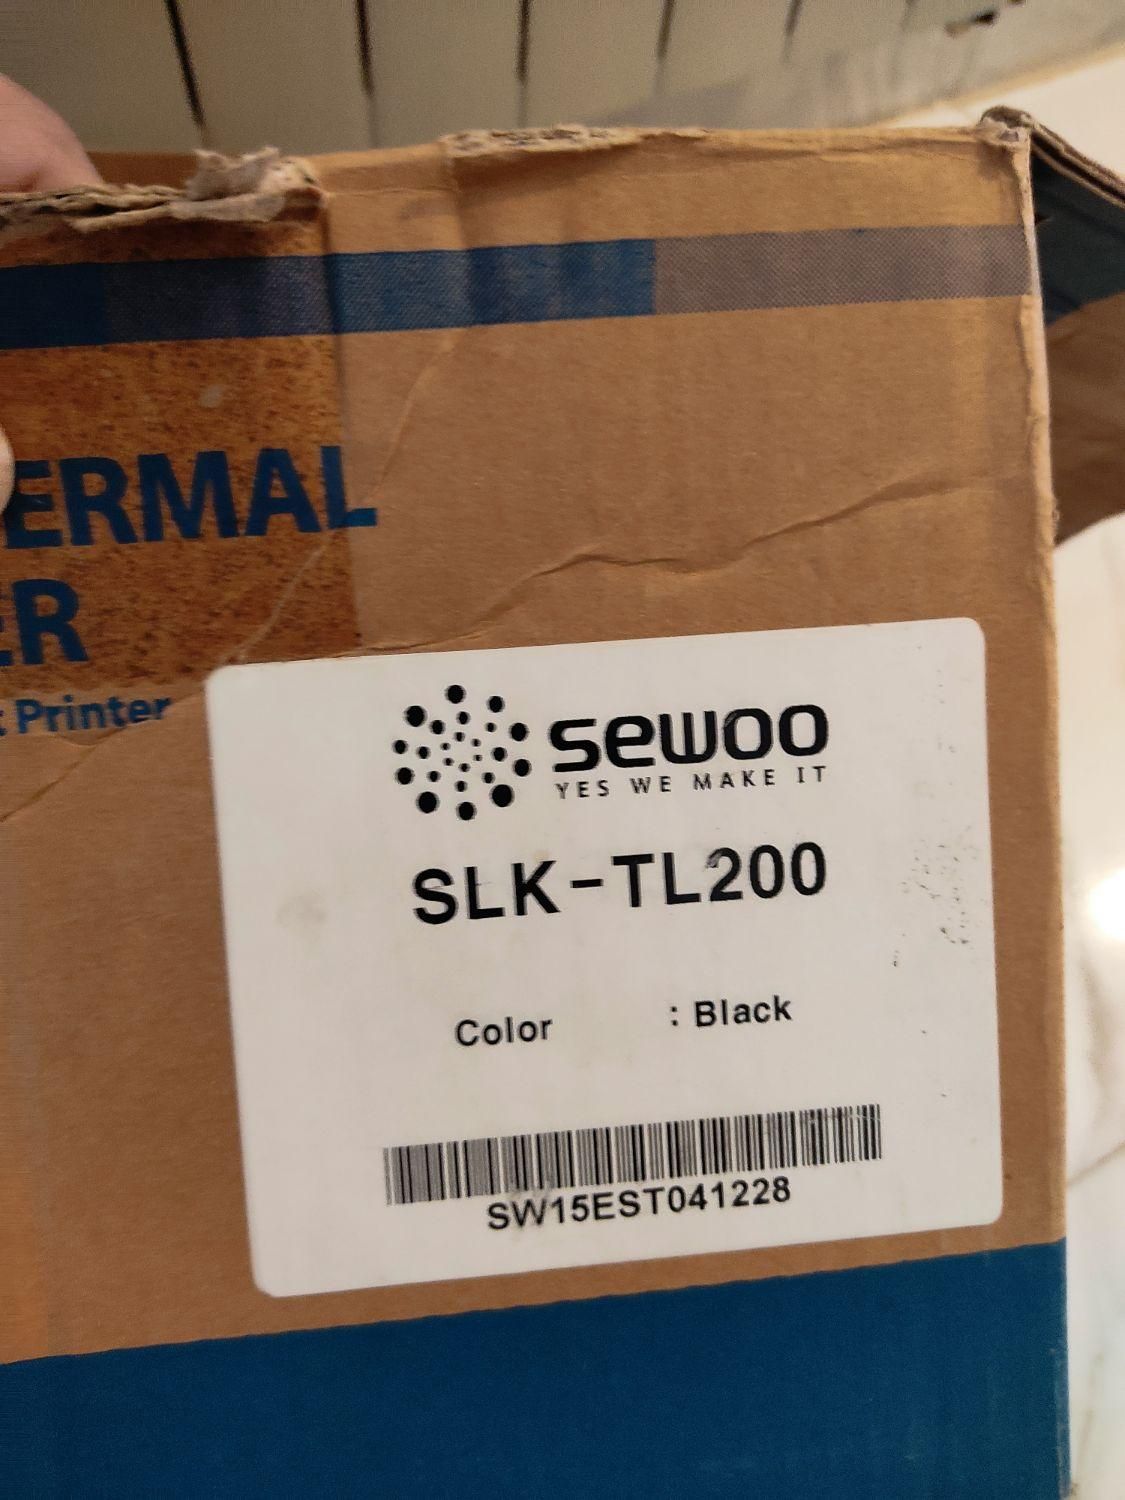 ERMAL
ER
Printer
sewoo
YES WE MAKE IT
SLK-TL200
Color : Black
SW15EST041228